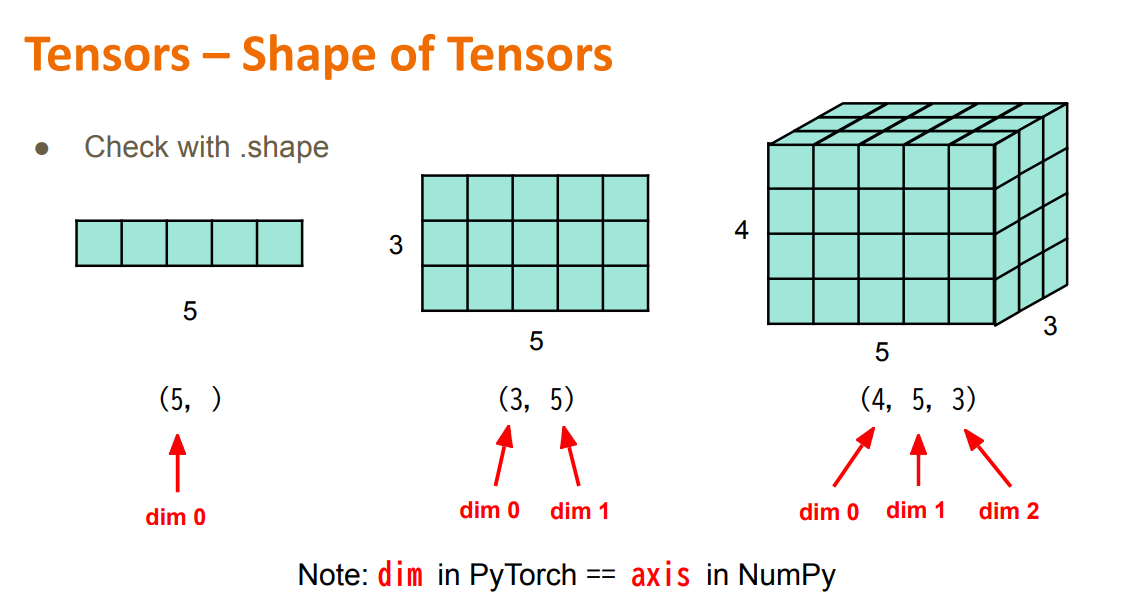 Tensors – Shape of Tensors
● Check with .shape
5
(5, )
dim 0
3
5
(3, 5)
dim 0 dim 1
4
5
3
(4, 5, 3)
dim 0 dim 1 dim 2
Note: dim in PyTorch == axis in NumPy